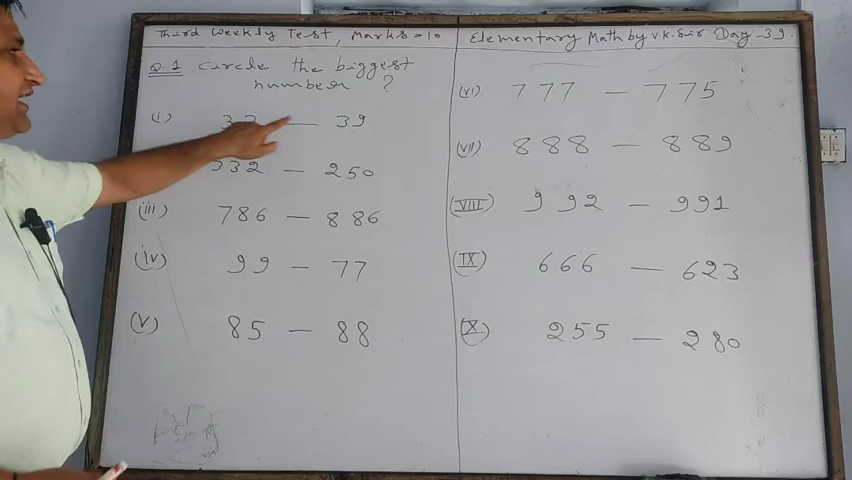 Third Weekly Test, Marks = 10
Q.1 Circle the biggest
number ?
(i) 33 — 39
332 — 250
(iii) 786 — 886
(iv) 99 — 77
(v) 85 — 88
Elementary Math by V.K. Sir Day-39.
(vi) 777 — 775
(vii) 888 — 889
(VIII) 992 — 991
(IX) 666 — 623
(X) 255 — 280